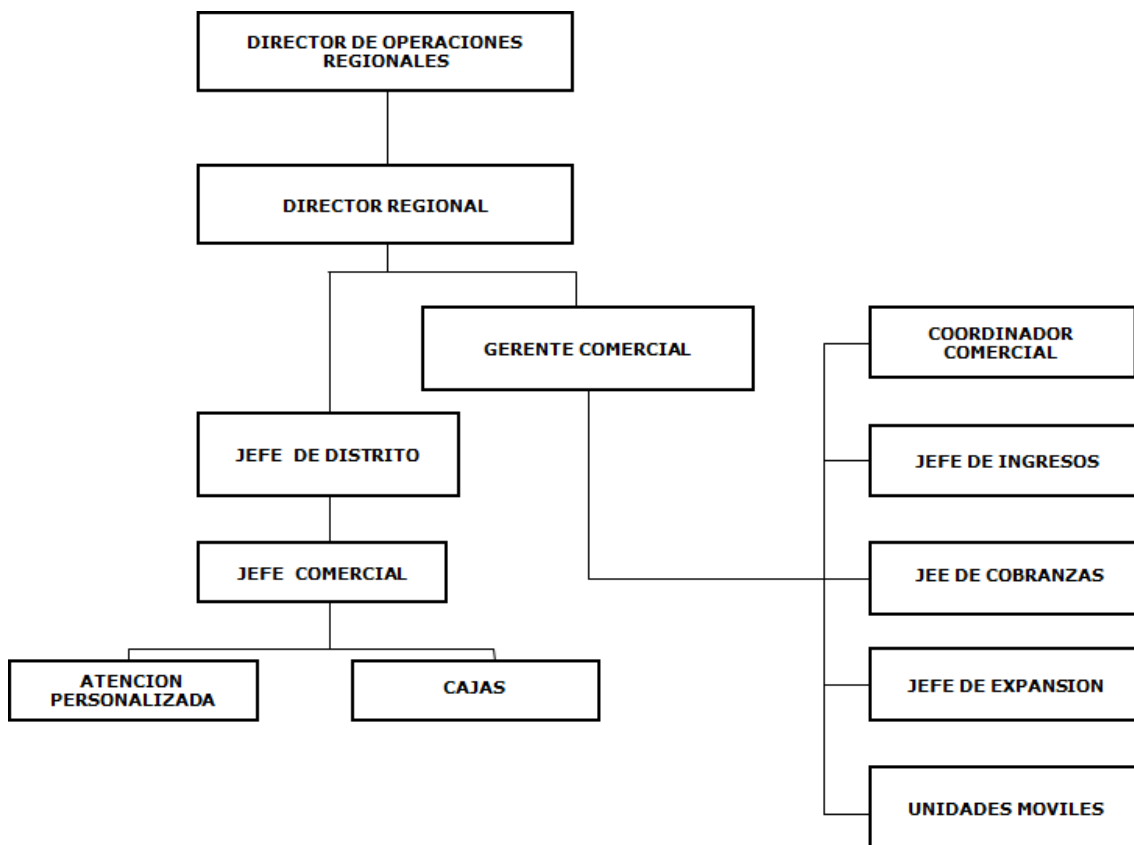 DIRECTOR DE OPERACIONES
REGIONALES
DIRECTOR REGIONAL
GERENTE COMERCIAL
COORDINADOR
COMERCIAL
JEFE DE DISTRITO
JEFE DE INGRESOS
JEFE COMERCIAL
JEE DE COBRANZAS
ATENCION
PERSONALIZADA
CAJAS
JEFE DE EXPANSION
UNIDADES MOVILES